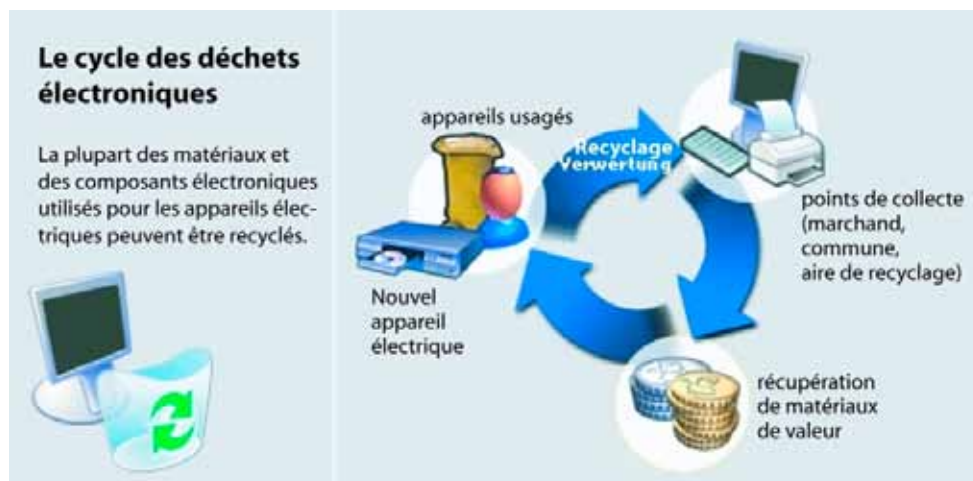 Le cycle des déchets
électroniques
La plupart des matériaux et
des composants électroniques
utilisés pour les appareils élec-
triques peuvent être recyclés.
appareils usagés
Recyclage
Verwertung
points de collecte
(marchand,
commune,
aire de recyclage)
Nouvel
appareil
électrique
récupération
de matériaux
de valeur